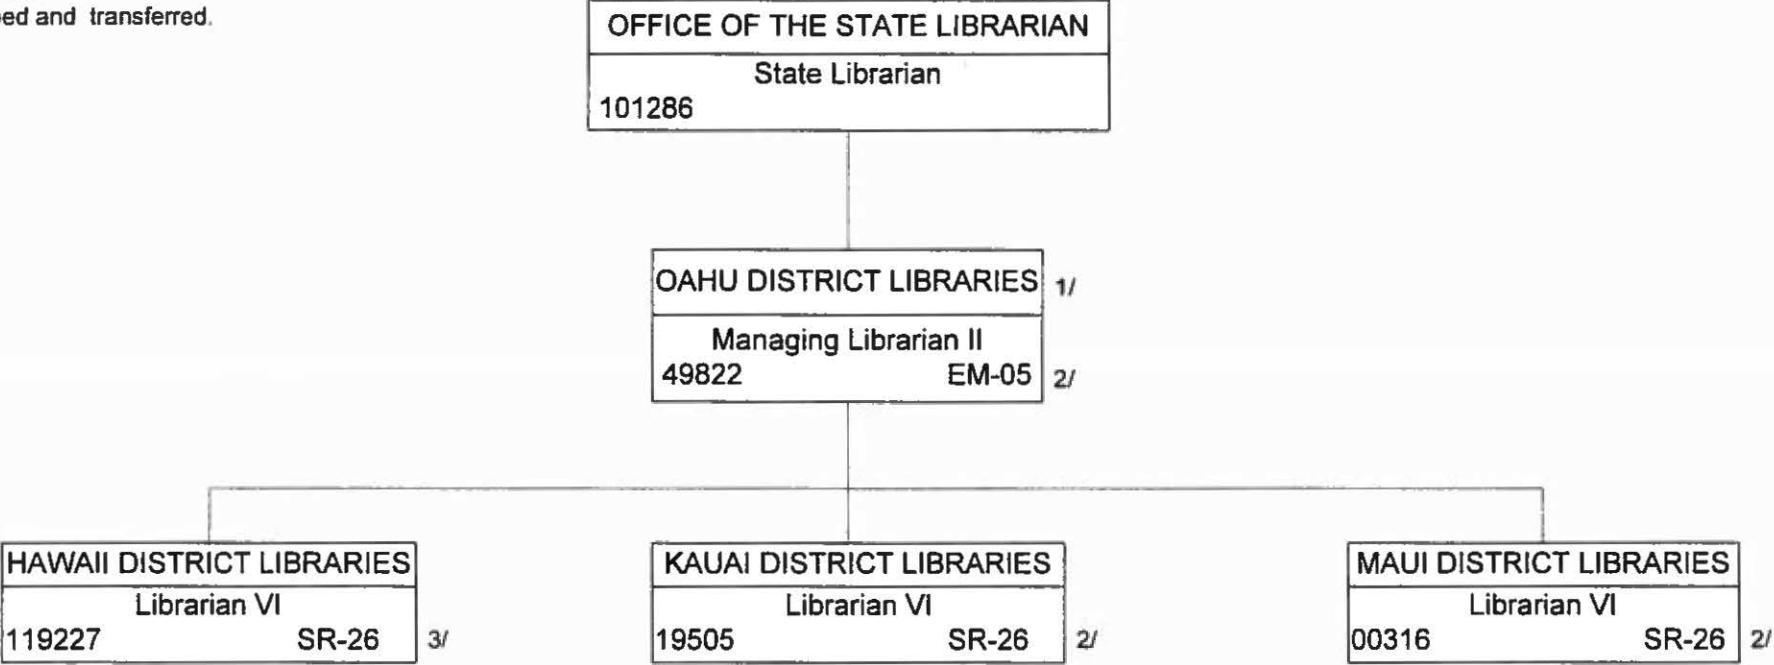 and transferred.
OFFICE OF THE STATE LIBRARIAN
State Librarian
101286
OAHU DISTRICT LIBRARIES 1/
Managing Librarian II
49822 EM-05 2/
HAWAII DISTRICT LIBRARIES
Librarian VI
119227 SR-26 3/
KAUAI DISTRICT LIBRARIES
Librarian VI
19505 SR-26 2/
MAUI DISTRICT LIBRARIES
Librarian VI
00316 SR-26 2/